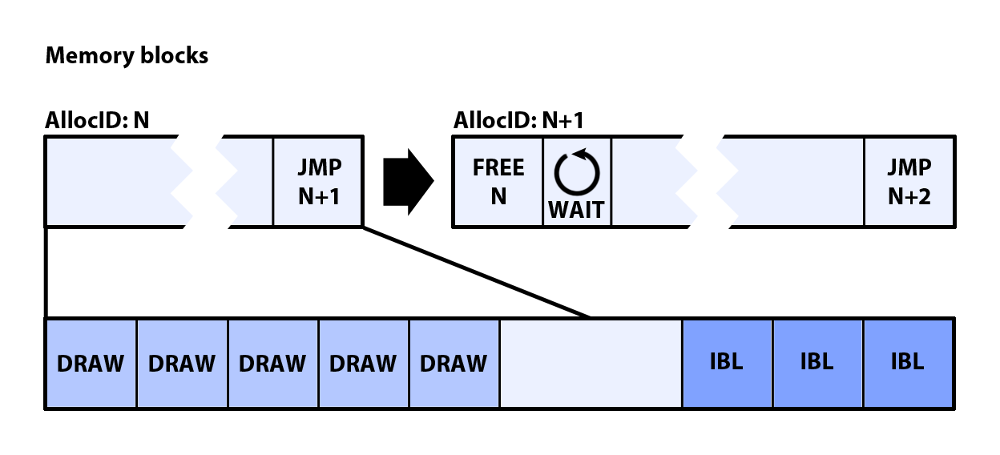 Memory blocks
AllocID: N
AllocID: N+1
JMP
N+1
FREE
N
WAIT
JMP
N+2
DRAW
DRAW
DRAW
DRAW
DRAW
IBL
IBL
IBL